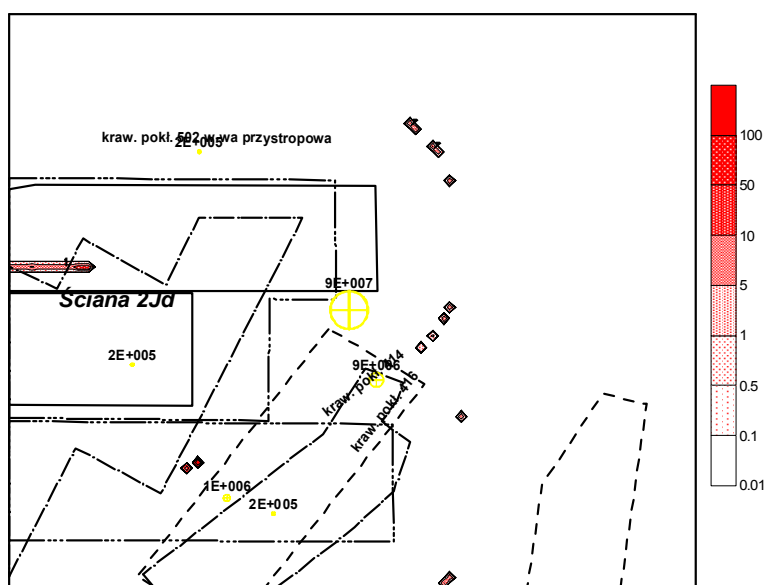 kraw. pokł. 502 w-wa przystropowa
2E+005
100
50
10
5
1
0.5
0.1
0.01
9E+007
Ściana 2Jd
2E+005
9E+006
kraw. pokł. 414
kraw. pokł. 416
1E+006
2E+005